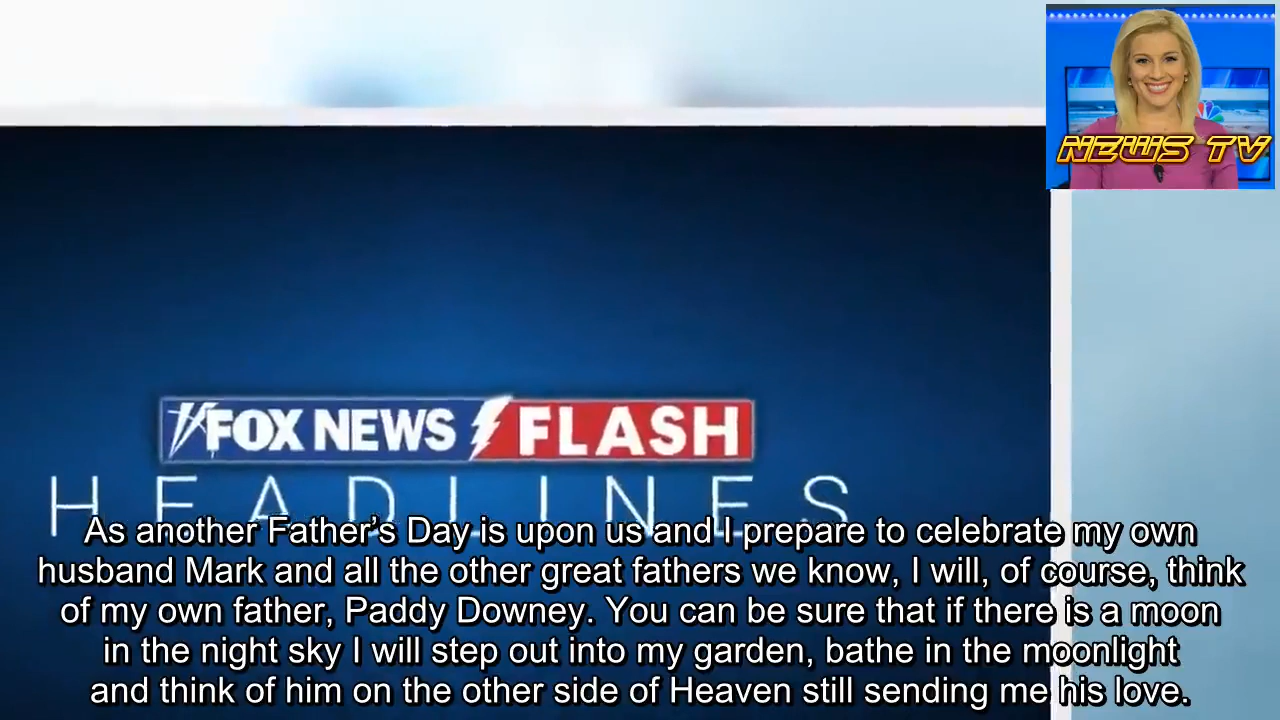 NEWS TV
FOX NEWS FLASH
HEADLINES
As another Father’s Day is upon us and I prepare to celebrate my own
husband Mark and all the other great fathers we know, I will, of course, think
of my own father, Paddy Downey. You can be sure that if there is a moon
in the night sky I will step out into my garden, bathe in the moonlight
and think of him on the other side of Heaven still sending me his love.